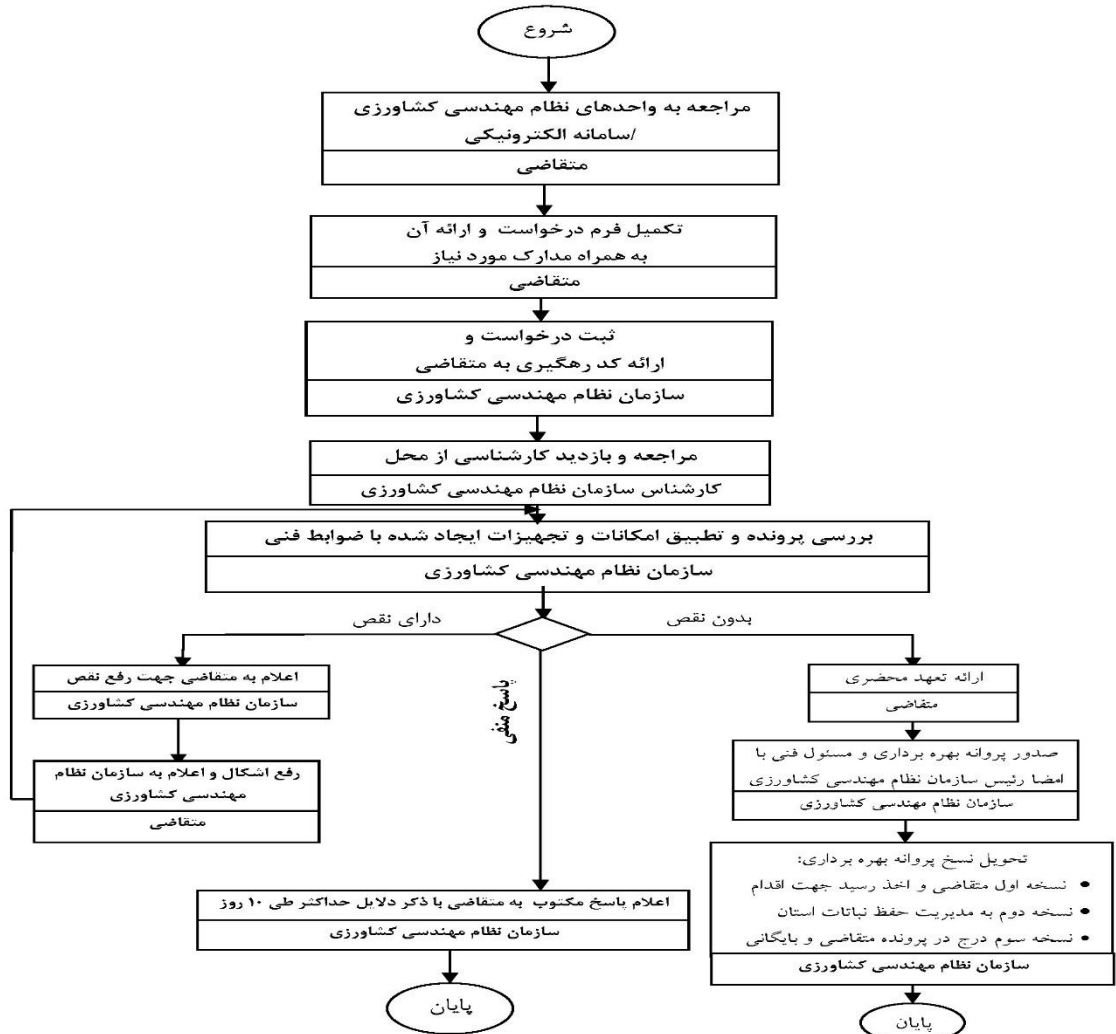 شروع
مراجعه به واحدهای نظام مهندسی کشاورزی
/سامانه الکترونیکی
متقاضی
تکمیل فرم درخواست و ارائه آن
به همراه مدارک مورد نیاز
متقاضی
ثبت درخواست و
ارائه کد رهگیری به متقاضی
سازمان نظام مهندسی کشاورزی
مراجعه و بازدید کارشناسی از محل
کارشناس سازمان نظام مهندسی کشاورزی
بررسی پرونده و تطبیق امکانات و تجهیزات ایجاد شده با ضوابط فنی
سازمان نظام مهندسی کشاورزی
بدون نقص
دارای نقص
پاسخ منفی
ارائه تعهد محضری
متقاضی
صدور پروانه بهره برداری و مسئول فنی با
امضا رئیس سازمان نظام مهندسی کشاورزی
سازمان نظام مهندسی کشاورزی
تحویل نسخ پروانه بهره برداری:
• نسخه اول متقاضی و اخذ رسید جهت اقدام
• نسخه دوم به مدیریت حفظ نباتات استان
• نسخه سوم درج در پرونده متقاضی و بایگانی
سازمان نظام مهندسی کشاورزی
پایان
اعلام به متقاضی جهت رفع نقص
سازمان نظام مهندسی کشاورزی
رفع اشکال و اعلام به سازمان نظام
مهندسی کشاورزی
متقاضی
اعلام پاسخ مکتوب به متقاضی با ذکر دلایل حداکثر طی ۱۰ روز
سازمان نظام مهندسی کشاورزی
پایان